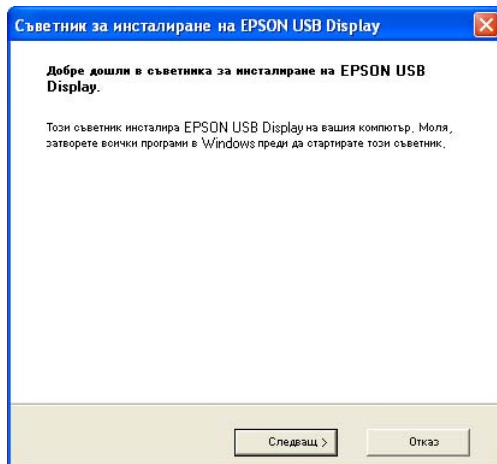 Съветник за инсталиране на EPSON USB Display
Добре дошли в съветника за инсталиране на EPSON USB
Display.
Този съветник инсталира EPSON USB Display на вашия компютър. Моля,
затворете всички програми в Windows преди да стартирате този съветник.
Следващ >
Отказ